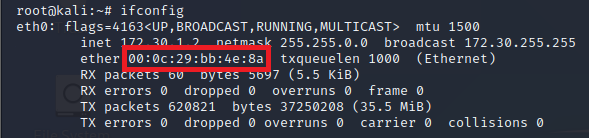 root@kali:~# ifconfig
eth0: flags=4163<UP,BROADCAST,RUNNING,MULTICAST>  mtu 1500
inet 172.30.1.2  netmask 255.255.0.0  broadcast 172.30.255.255
ether 00:0c:29:bb:4e:8a  txqueuelen 1000  (Ethernet)
RX packets 60  bytes 5697 (5.5 KiB)
RX errors 0  dropped 0  overruns 0  frame 0
TX packets 620821  bytes 37250208 (35.5 MiB)
TX errors 0  dropped 0 overruns 0  carrier 0  collisions 0